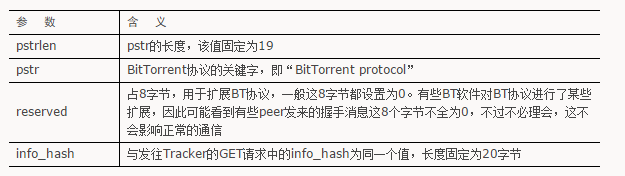 参 数 含 义
pstrlen pstr的长度，该值固定为19
pstr BitTorrent协议的关键字，即“BitTorrent protocol”
reserved 占8字节，用于扩展BT协议，一般这8字节都设置为0。有些BT软件对BT协议进行了某些
扩展，因此可能看到有些peer发来的握手消息这8个字节不全为0，不过不必理会，这不
会影响正常的通信
info_hash 与发往Tracker的GET请求中的info_hash为同一个值，长度固定为20字节